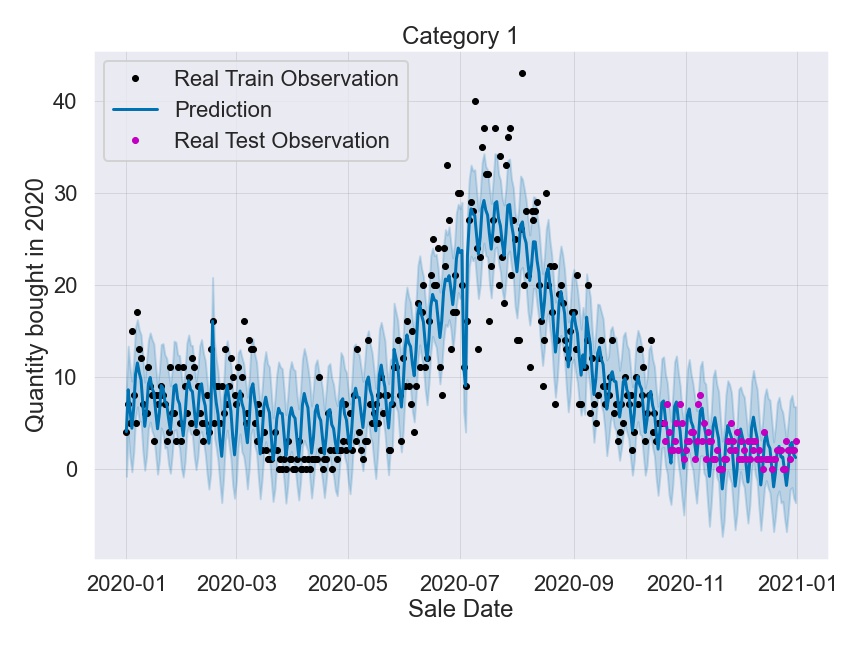 Category 1
Real Train Observation
Prediction
Real Test Observation
Quantity bought in 2020
40
30
20
10
0
2020-01 2020-03 2020-05 2020-07 2020-09 2020-11 2021-01
Sale Date